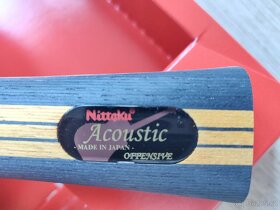 Nittaku
Acoustic
- MADE IN JAPAN -
OFFENSIVE